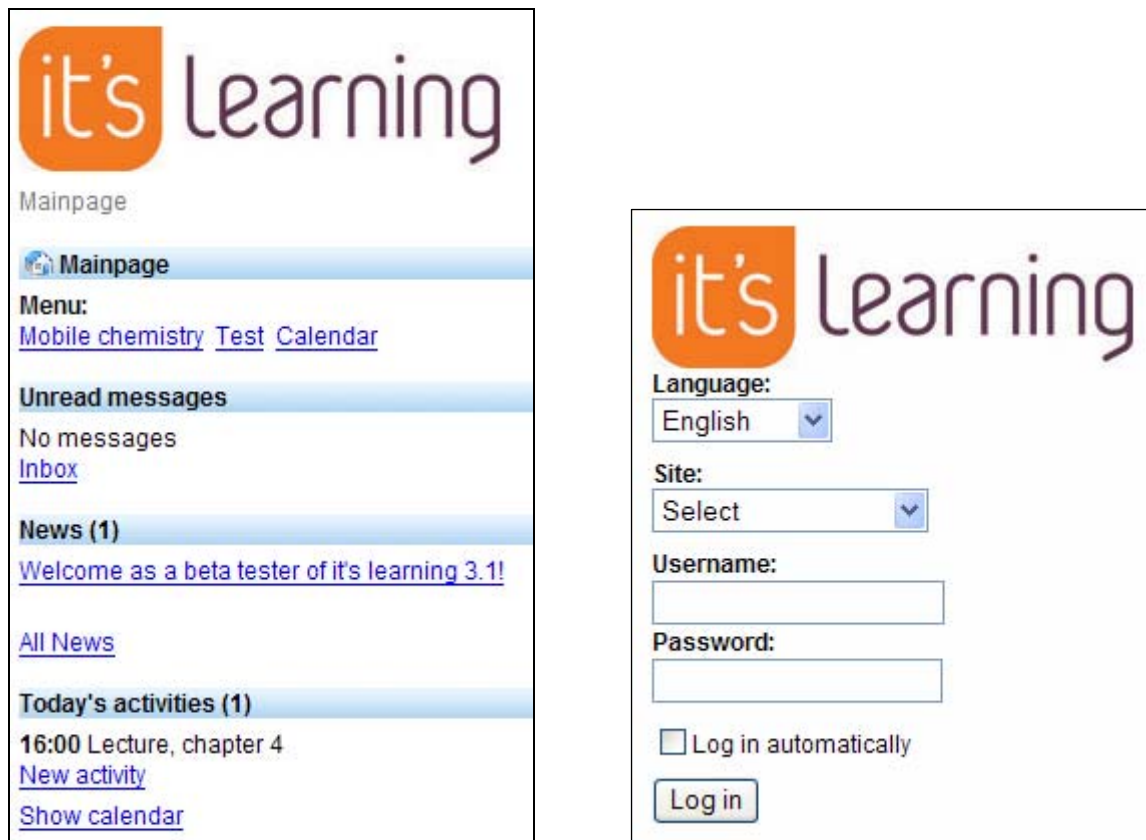 it's learning
Mainpage
Mainpage
Menu:
Mobile chemistry Test Calendar
Unread messages
No messages
Inbox
News (1)
Welcome as a beta tester of it's learning 3.1!
All News
Today's activities (1)
16:00 Lecture, chapter 4
New activity
Show calendar
it's learning
Language:
English
Site:
Select
Username:
Password:
Log in automatically
Log in